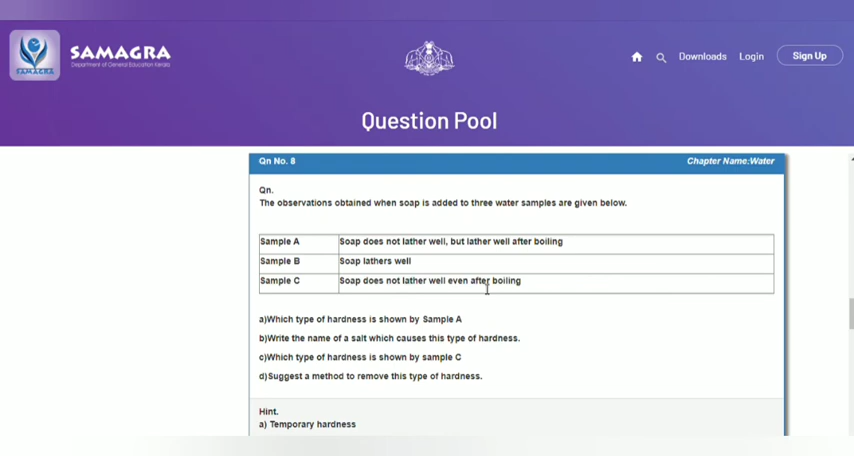 SAMAGRA
Department of General Education Kerala
SAMAGRA
Downloads Login Sign Up
Question Pool
Qn No. 8 Chapter Name:Water
Qn.
The observations obtained when soap is added to three water samples are given below.
Sample A Soap does not lather well, but lather well after boiling
Sample B Soap lathers well
Sample C Soap does not lather well even after boiling
a)Which type of hardness is shown by Sample A
b)Write the name of a salt which causes this type of hardness.
c)Which type of hardness is shown by sample C
d)Suggest a method to remove this type of hardness.
Hint.
a) Temporary hardness